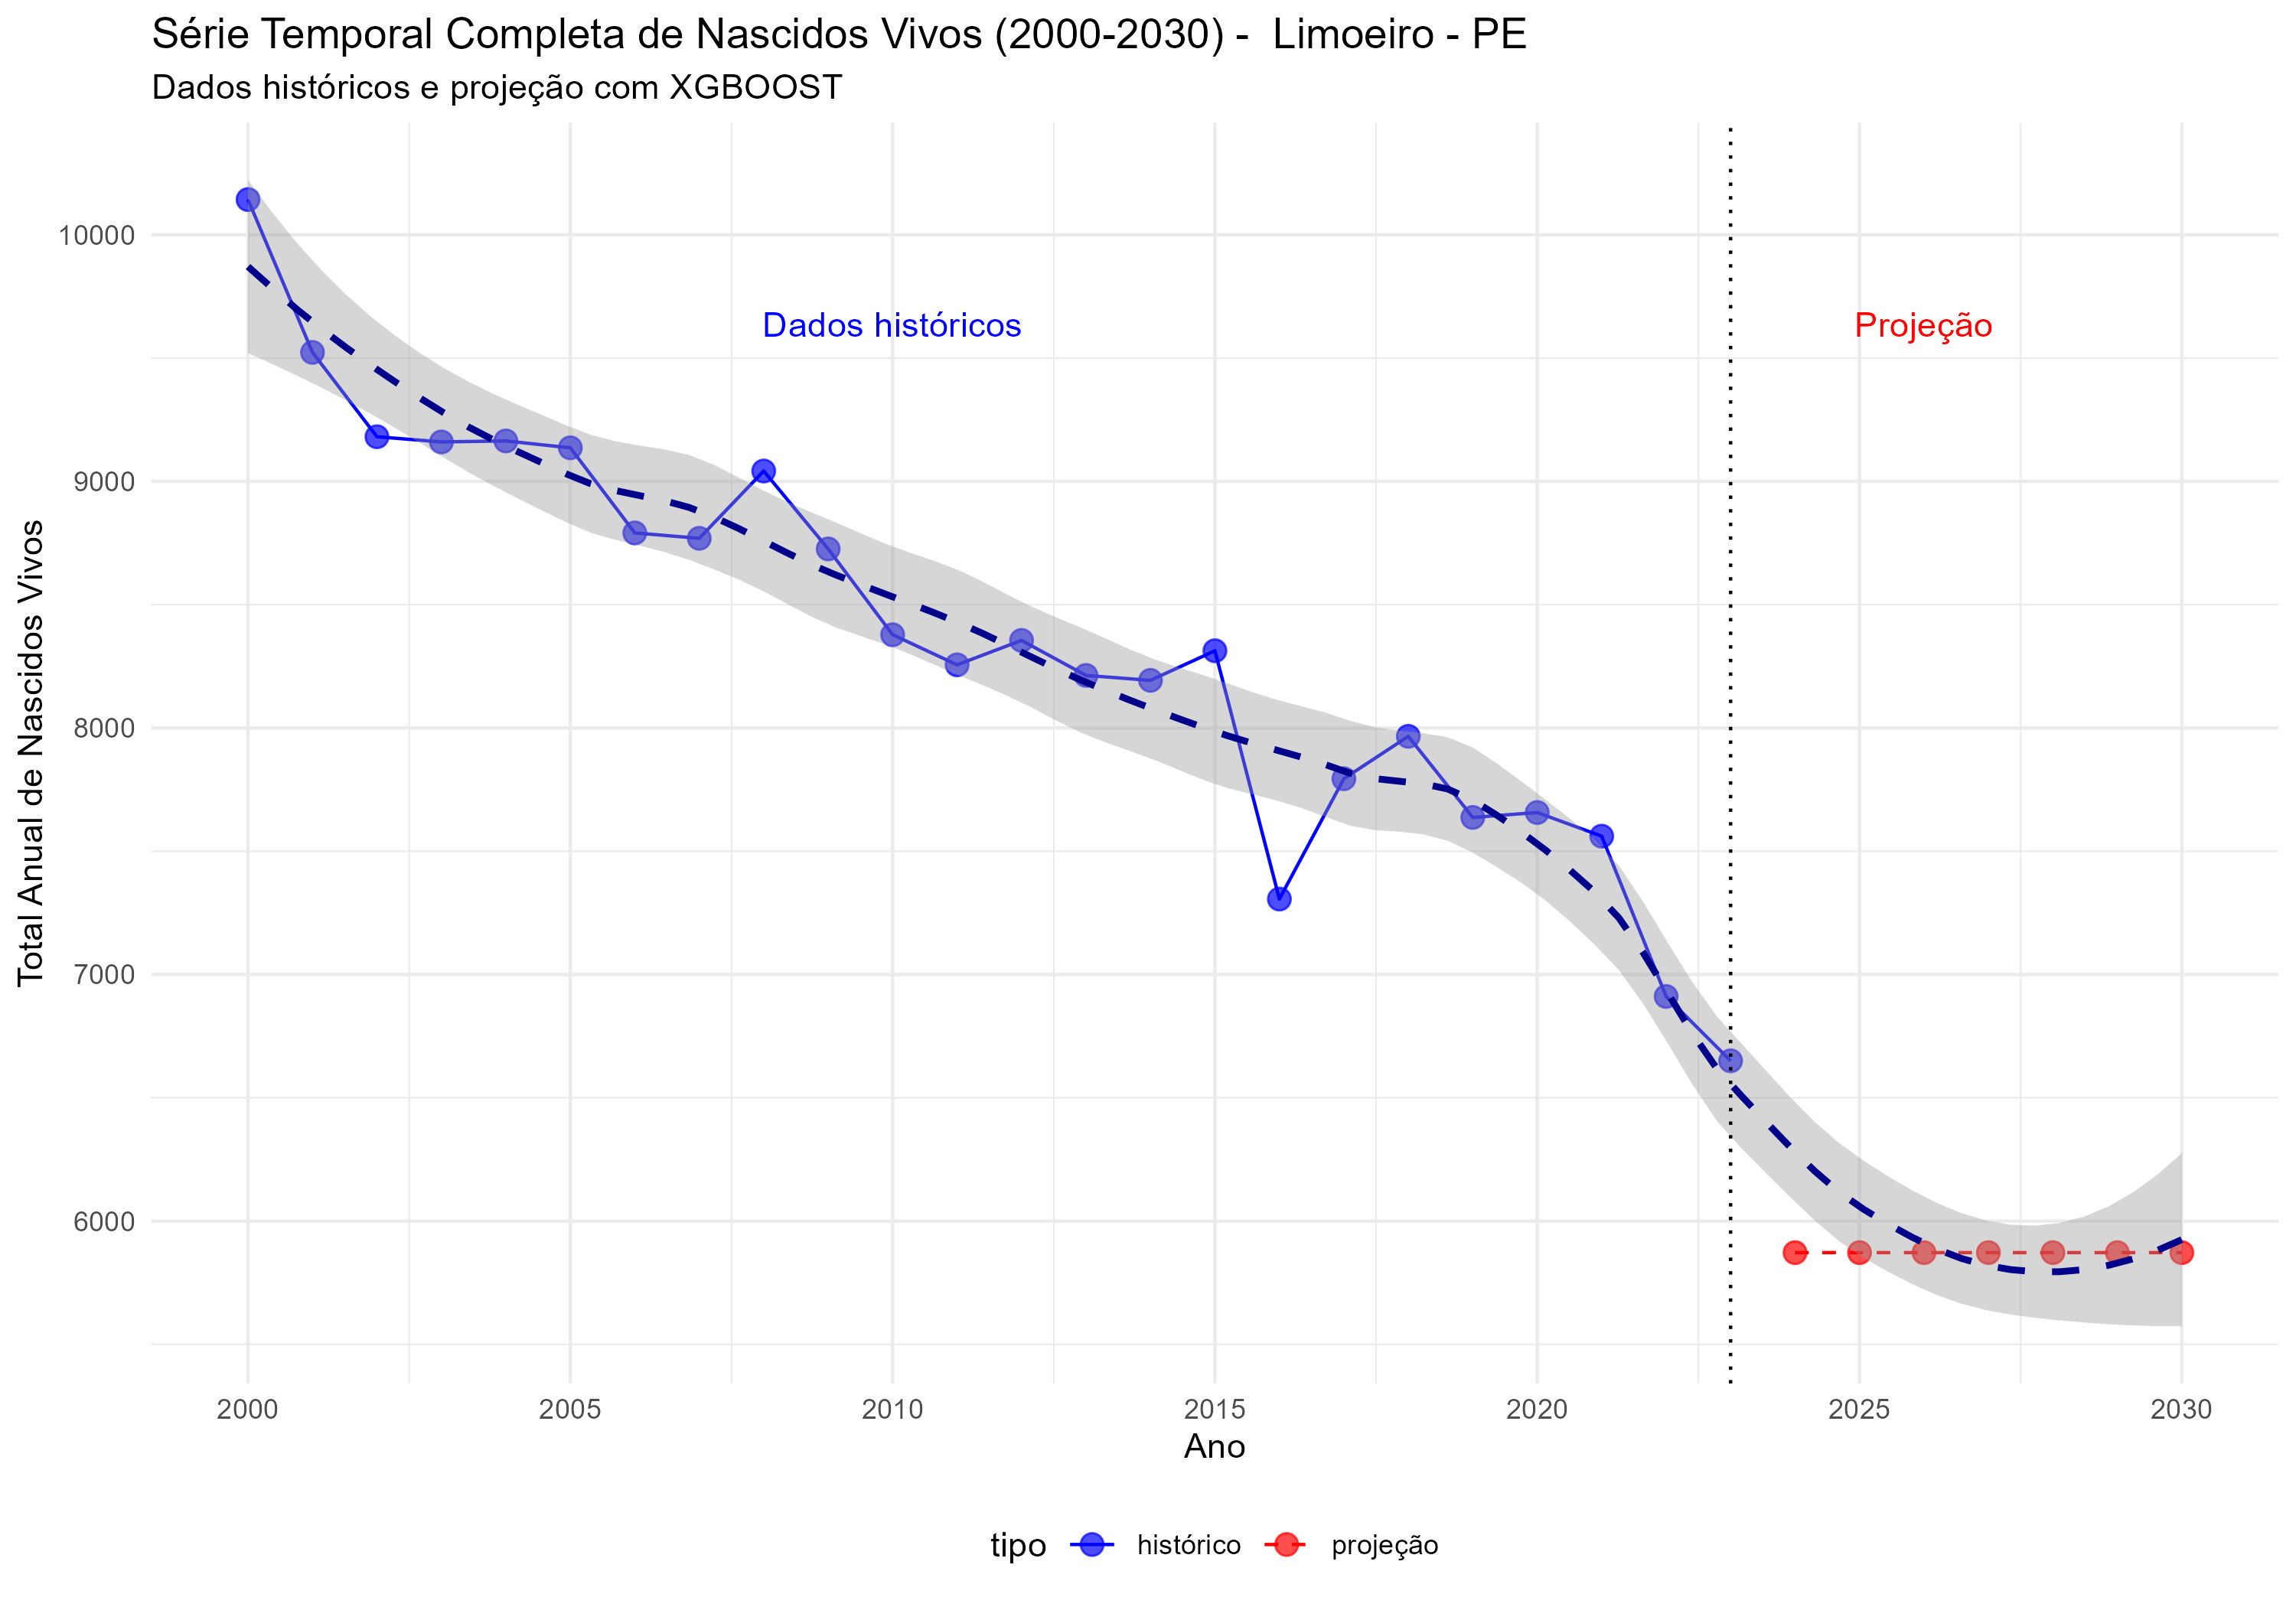 Série Temporal Completa de Nascidos Vivos (2000-2030) -  Limoeiro - PE
Dados históricos e projeção com XGBOOST
Total Anual de Nascidos Vivos
10000
9000
8000
7000
6000
Dados históricos
Projeção
2000
2005
2010
2015
2020
2025
2030
Ano
tipo histórico projeção